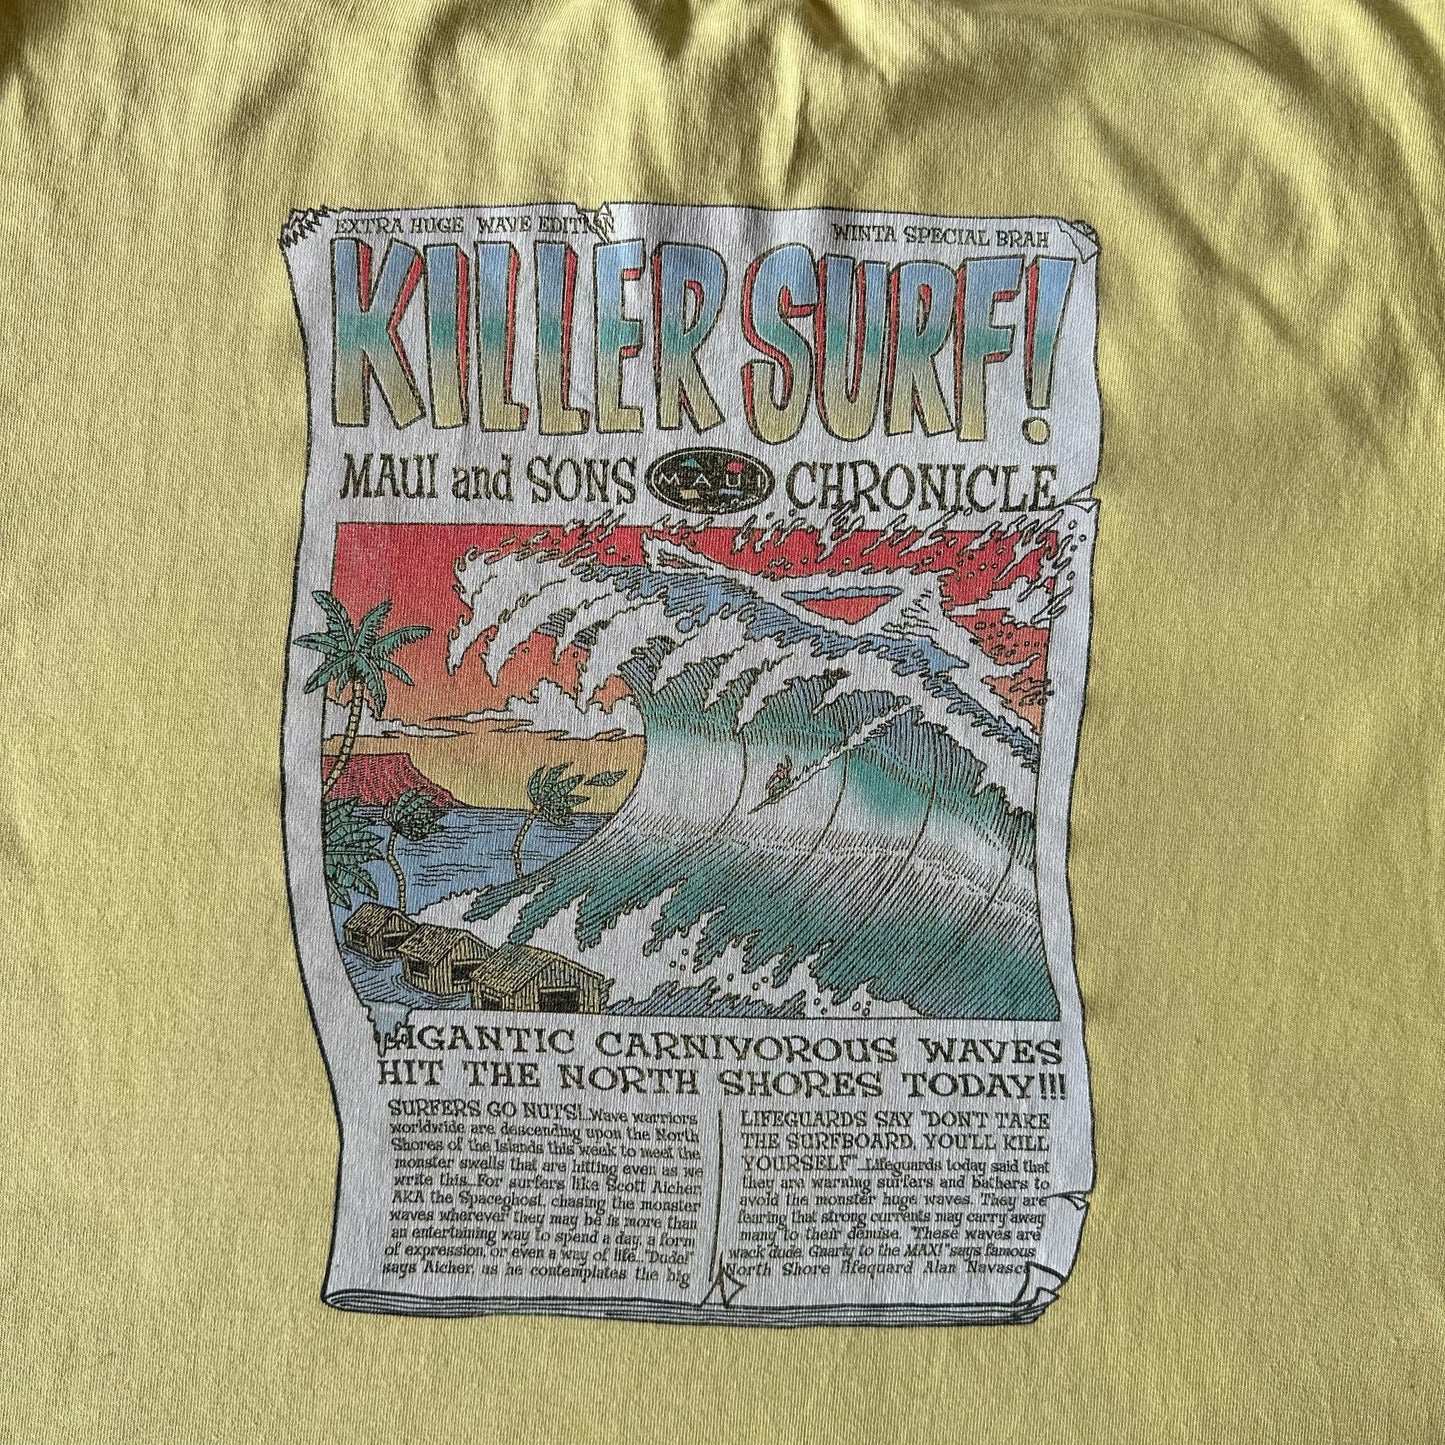 EXTRA HUGE WAVE EDITION
WINTA SPECIAL BRAH
KILLER SURF!
MAUI and SONS MAUI CHRONICLE
GIGANTIC CARNIVOROUS WAVES
HIT THE NORTH SHORES TODAY!!!
SURFERS GO NUTS!...Wave warriors
worldwide are descending upon the North
Shores of the Islands this week to meet the
monster swells that are hitting even as we
write this...For surfers like Scott Aicher
AKA the Spaceghost, chasing the monster
waves wherever they may be is more than
an entertaining way to spend a day, a form
of expression, or even a way of life..."Dude!"
says Aicher, as he contemplates the big
LIFEGUARDS SAY "DON'T TAKE
THE SURFBOARD, YOU'LL KILL
YOURSELF"...Lifeguards today said that
they are warning surfers and bathers to
avoid the monster huge waves. They are
fearing that strong currents may carry away
many to their demise. "These waves are
wack dude. Gnarly to the MAX!" says famous
North Shore lifeguard Alan Navasc